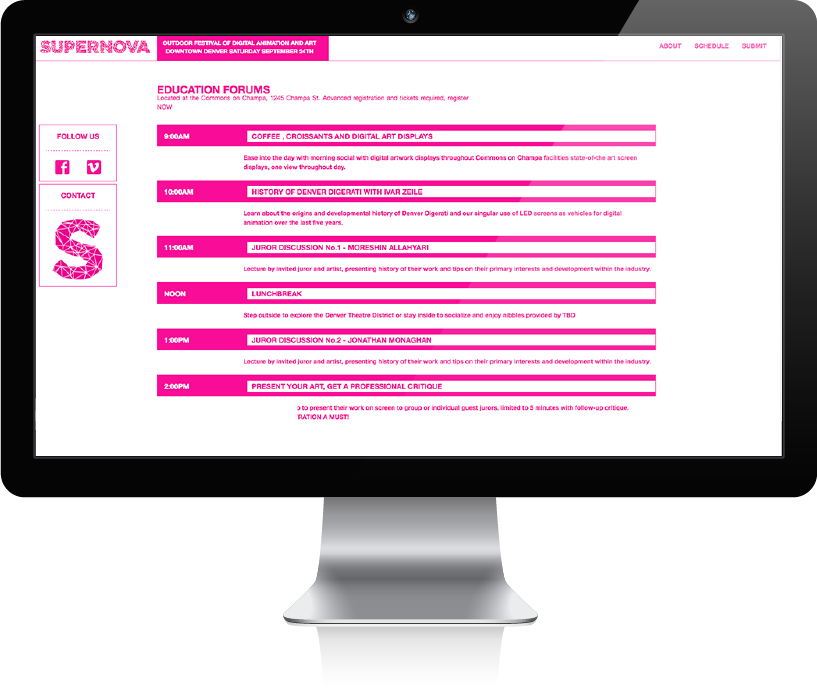 SUPERNOVA
OUTDOOR FESTIVAL OF DIGITAL ANIMATION AND ART
DOWNTOWN DENVER SATURDAY SEPTEMBER 24TH
ABOUT SCHEDULE SUBMIT
EDUCATION FORUMS
Located at the Commons on Champa, 1245 Champa St. Advanced registration and tickets required, register
NOW
FOLLOW US
CONTACT
S
9:00AM COFFEE , CROISSANTS AND DIGITAL ART DISPLAYS
Ease into the day with morning social with digital artwork displays throughout Commons on Champa facilities state-of-the art screen
displays, one view throughout day.
10:00AM HISTORY OF DENVER DIGERATI WITH IVAR ZEILE
Learn about the origins and developmental history of Denver Digerati and our singular use of LED screens as vehicles for digital
animation over the last five years.
11:00AM JUROR DISCUSSION No.1 - MORESHIN ALLAHYARI
Lecture by invited juror and artist, presenting history of their work and tips on their primary interests and development within the industry.
NOON LUNCHBREAK
Step outside to explore the Denver Theatre District or stay inside to socialize and enjoy nibbles provided by TBD
1:00PM JUROR DISCUSSION No.2 - JONATHAN MONAGHAN
Lecture by invited juror and artist, presenting history of their work and tips on their primary interests and development within the industry.
2:00PM PRESENT YOUR ART, GET A PROFESSIONAL CRITIQUE
to present their work on screen to group or individual guest jurors, limited to 5 minutes with follow-up critique.
RATION A MUST!